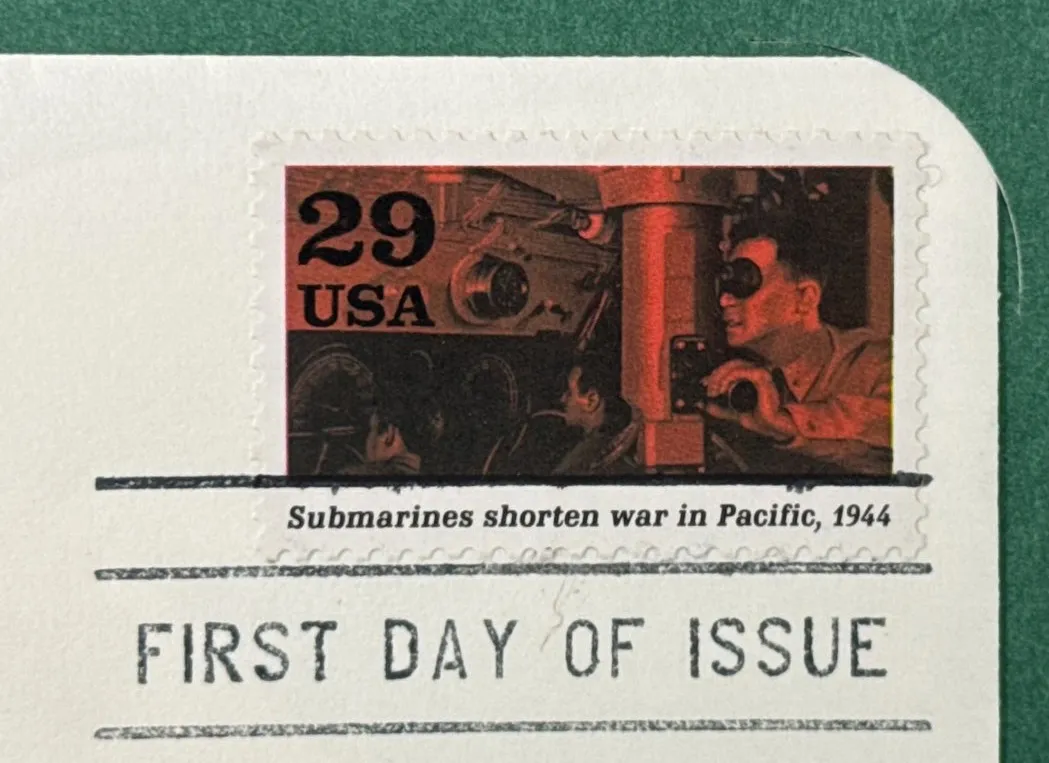 29
USA
Submarines shorten war in Pacific, 1944
FIRST DAY OF ISSUE